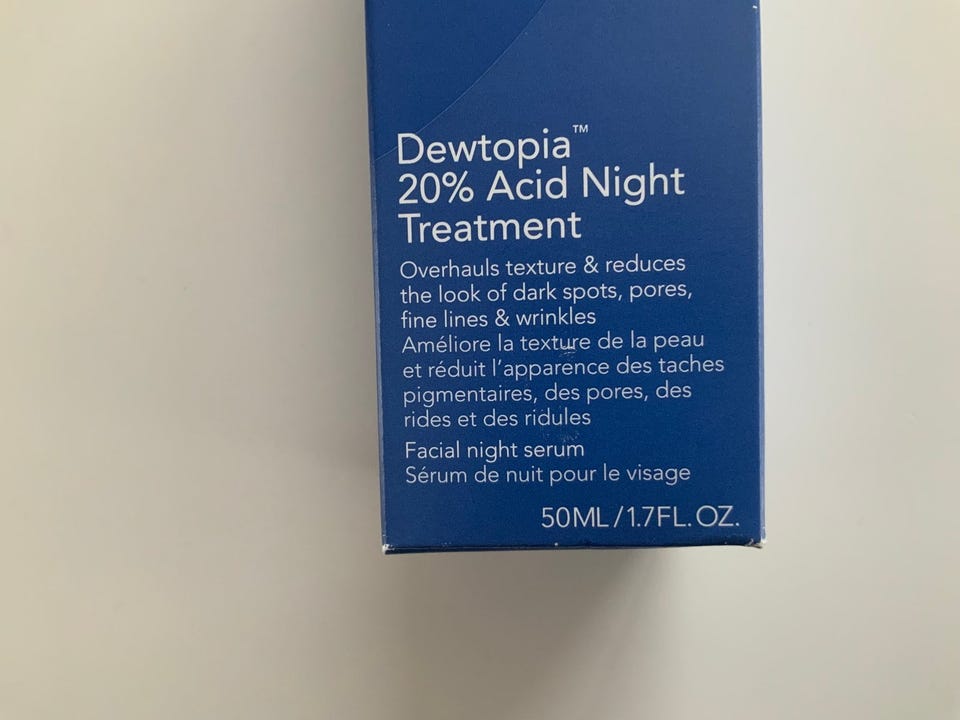 Dewtopia™
20% Acid Night
Treatment
Overhauls texture & reduces
the look of dark spots, pores,
fine lines & wrinkles
Améliore la texture de la peau
et réduit l'apparence des taches
pigmentaires, des pores, des
rides et des ridules
Facial night serum
Sérum de nuit pour le visage
50ML/1.7FL. OZ.